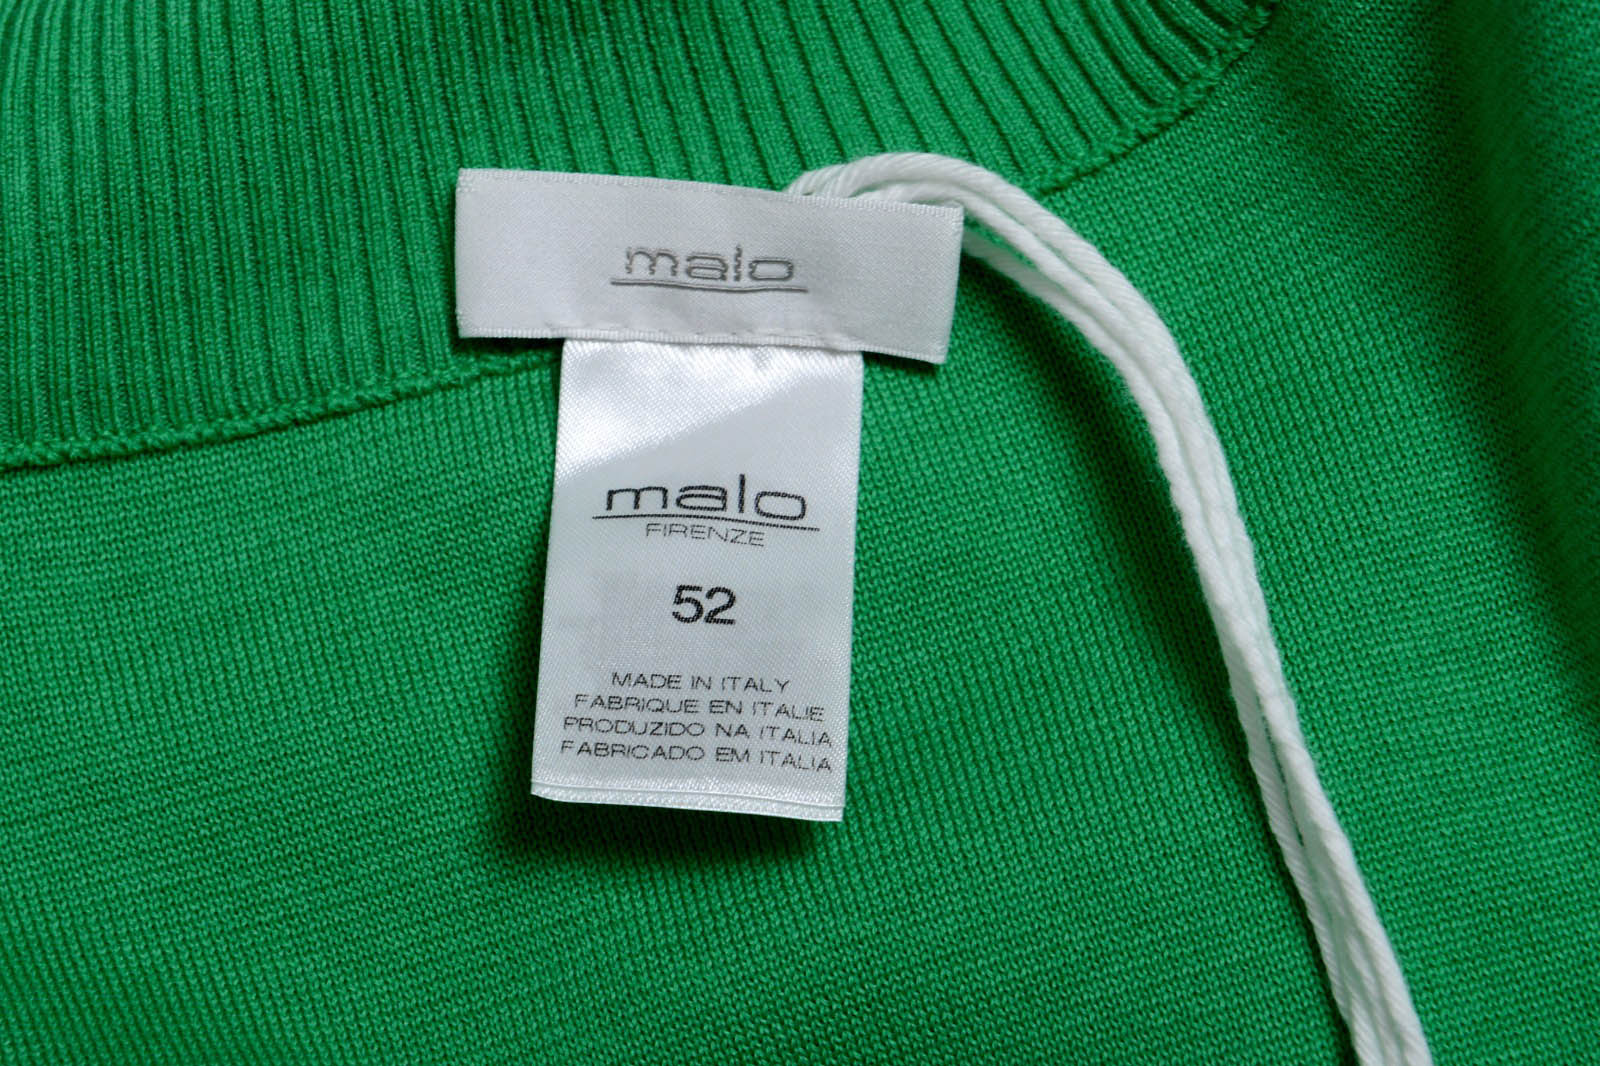 malo
malo
FIRENZE
52
MADE IN ITALY
FABRIQUE EN ITALIE
PRODUZIDO NA ITALIA
FABRICADO EM ITALIA